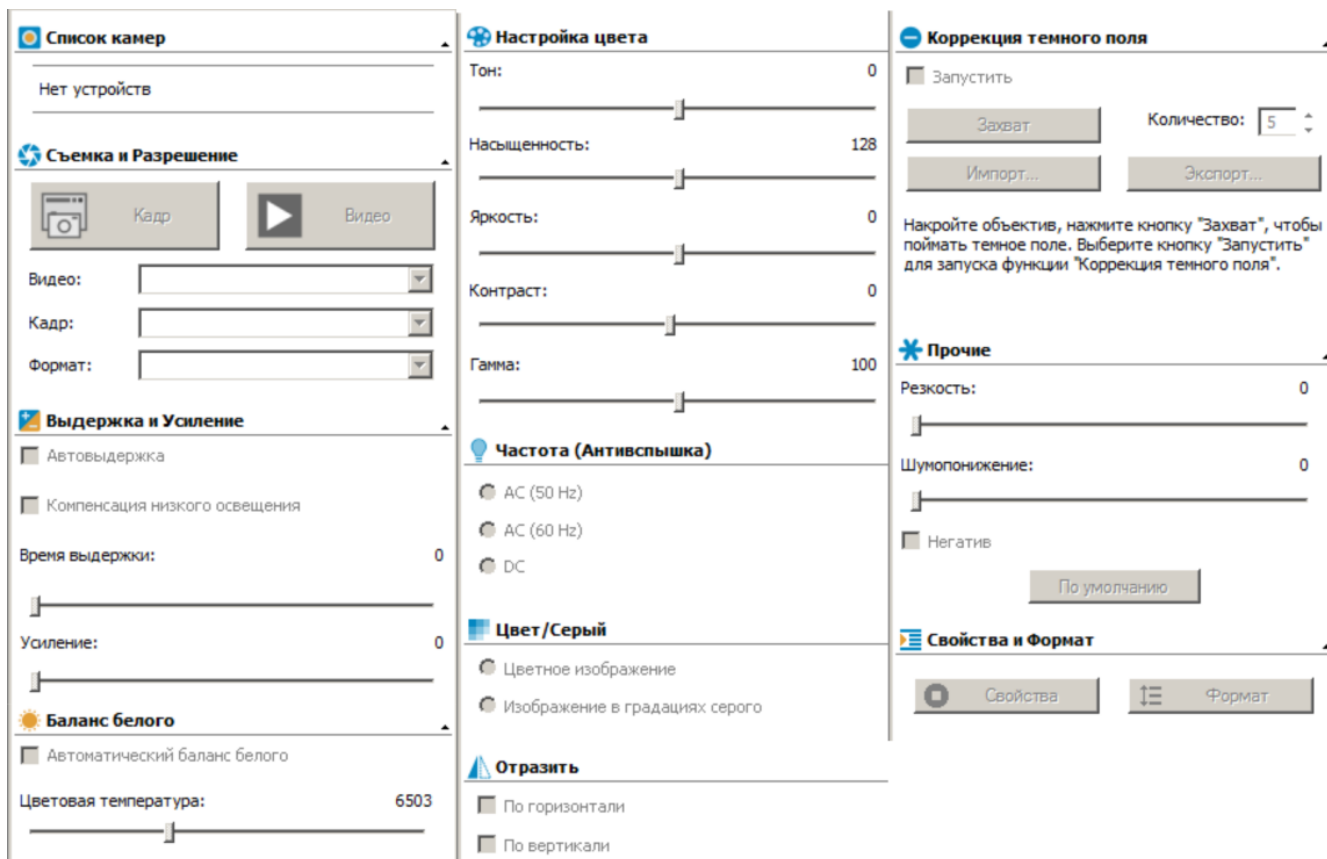 Список камер
Нет устройств
Съемка и Разрешение
Кадр
Видео
Видео:
Кадр:
Формат:
Выдержка и Усиление
Автовыдержка
Компенсация низкого освещения
Время выдержки: 0
Усиление: 0
Баланс белого
Автоматический баланс белого
Цветовая температура: 6503
Настройка цвета
Тон: 0
Насыщенность: 128
Яркость: 0
Контраст: 0
Гамма: 100
Частота (Антивспышка)
AC (50 Hz)
AC (60 Hz)
DC
Цвет/Серый
Цветное изображение
Изображение в градациях серого
Отразить
По горизонтали
По вертикали
Коррекция темного поля
Запустить
Захват Количество: 5
Импорт... Экспорт...
Накройте объектив, нажмите кнопку "Захват", чтобы
поймать темное поле. Выберите кнопку "Запустить"
для запуска функции "Коррекция темного поля".
Прочие
Резкость: 0
Шумопонижение: 0
Негатив
По умолчанию
Свойства и Формат
Свойства Формат